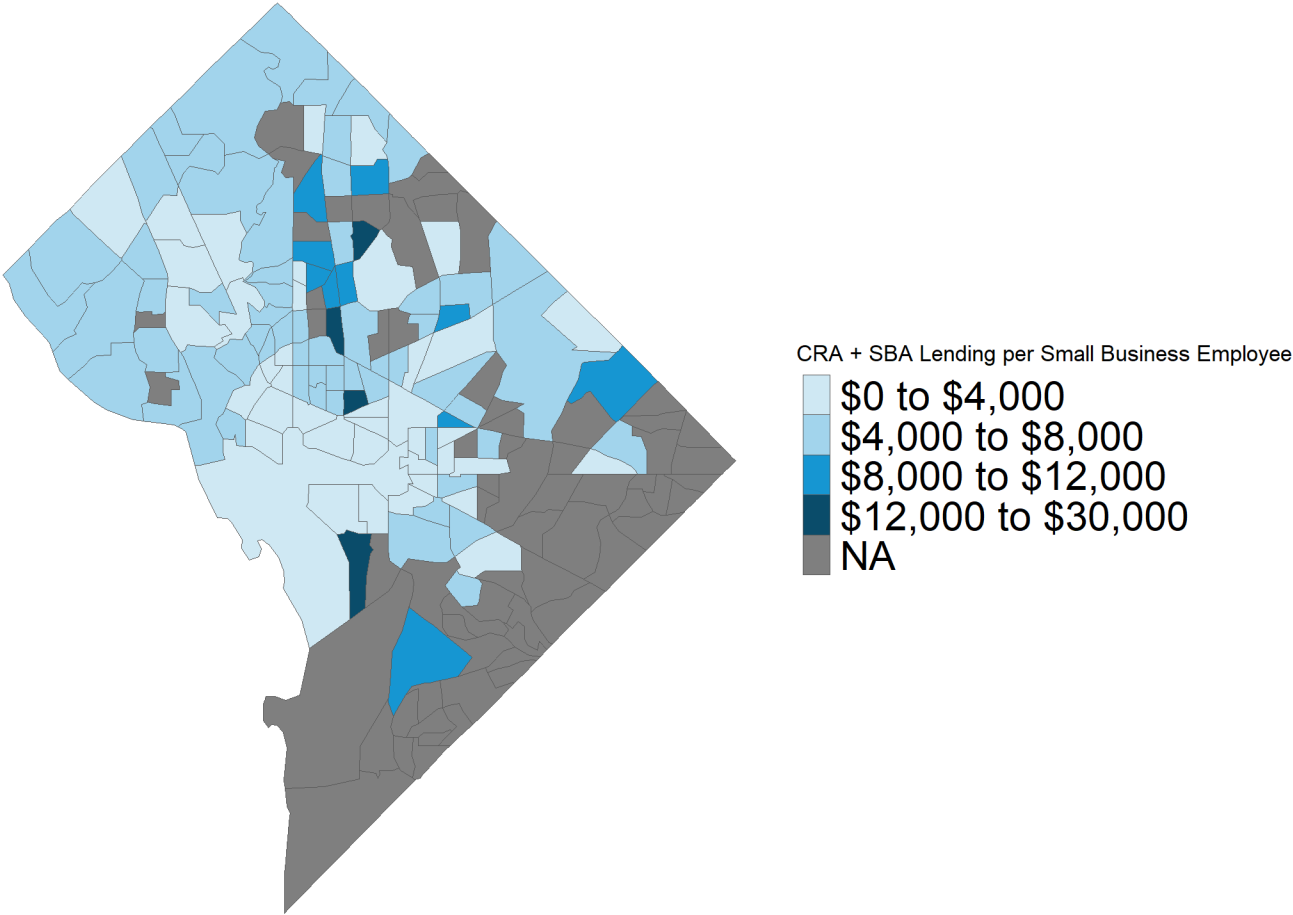 CRA + SBA Lending per Small Business Employee
$0 to $4,000
$4,000 to $8,000
$8,000 to $12,000
$12,000 to $30,000
NA